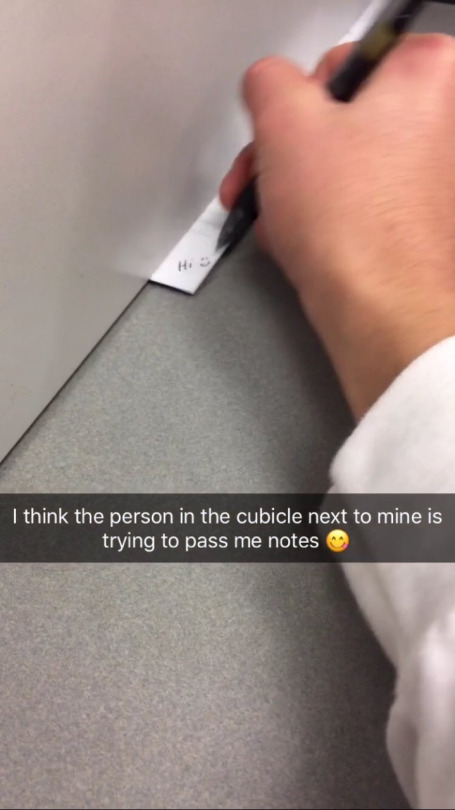 Hi :)
I think the person in the cubicle next to mine is
trying to pass me notes 😋